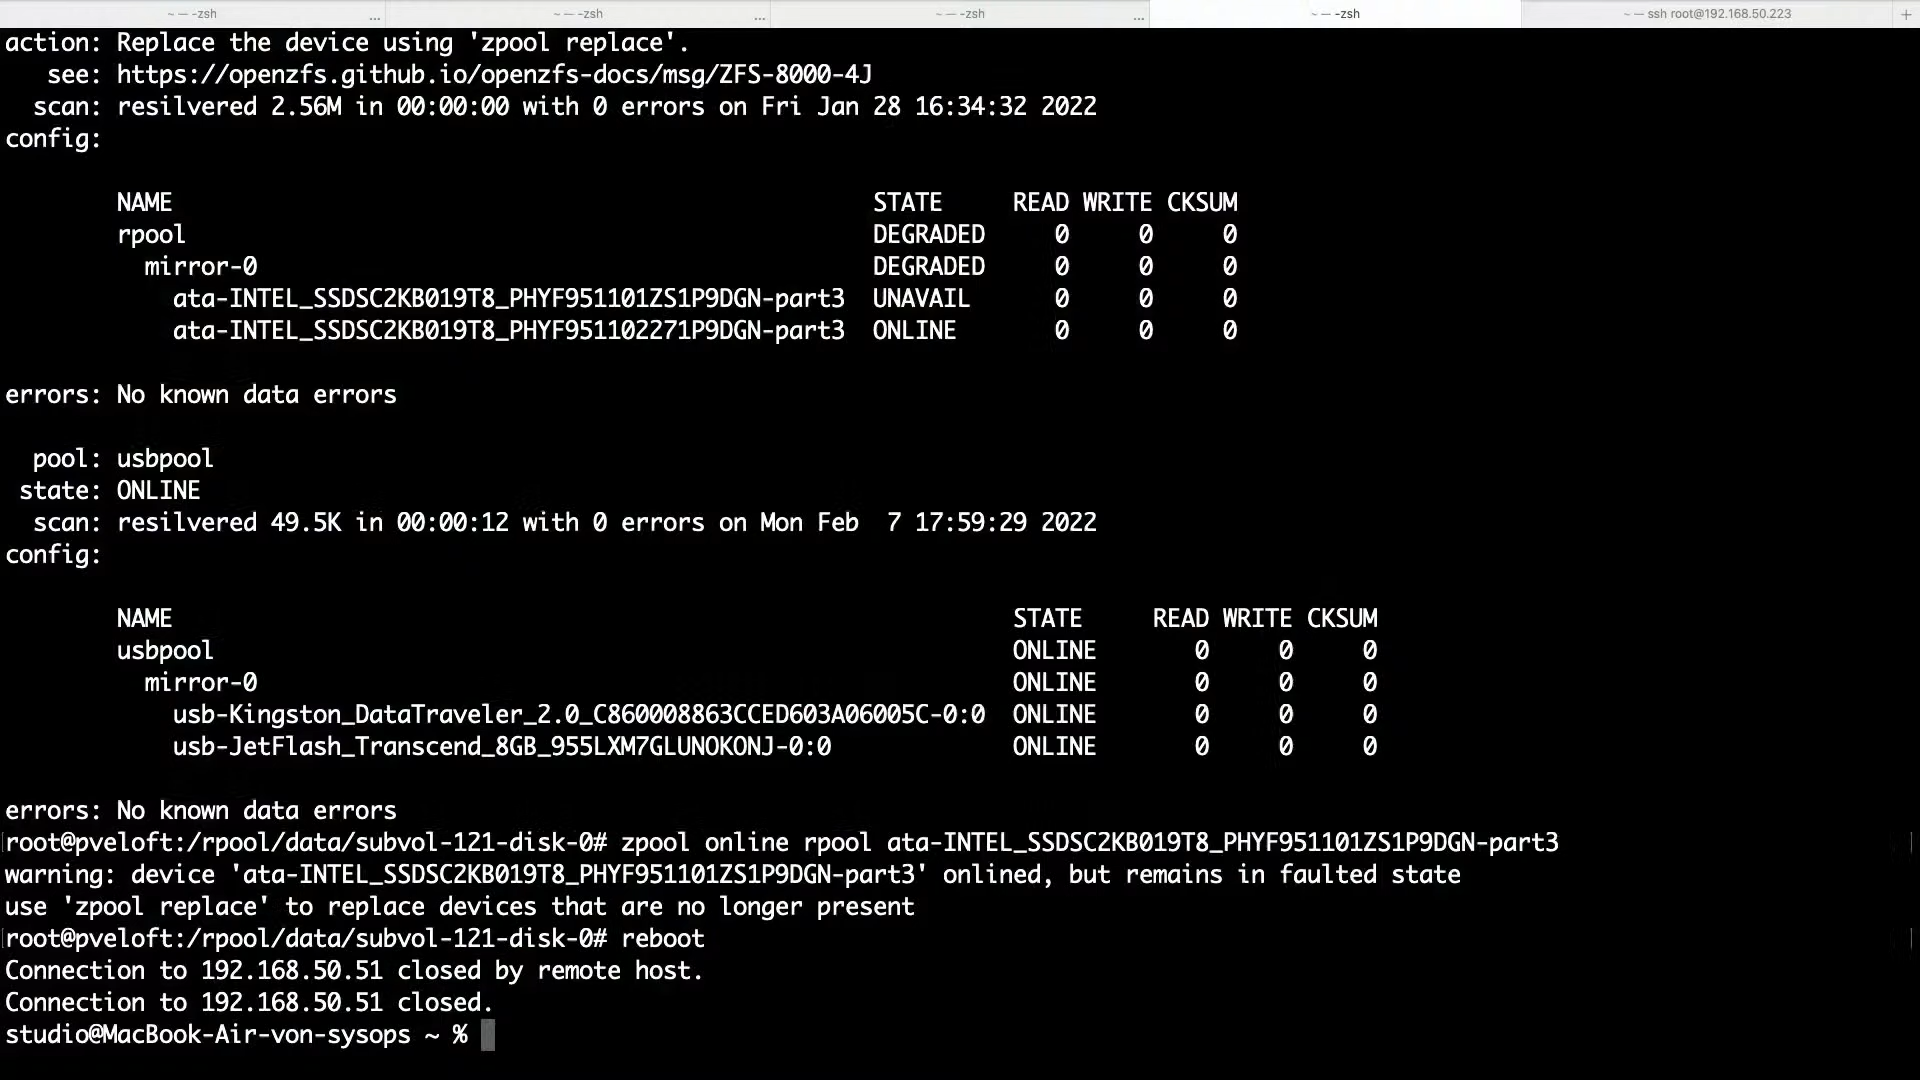 ~ — -zsh ... ~ — -zsh ... ~ — -zsh ... ~ — -zsh ~ — ssh root@192.168.50.223 +
action: Replace the device using 'zpool replace'.
see: https://openzfs.github.io/openzfs-docs/msg/ZFS-8000-4J
scan: resilvered 2.56M in 00:00:00 with 0 errors on Fri Jan 28 16:34:32 2022
config:
NAME STATE READ WRITE CKSUM
rpool DEGRADED 0 0 0
mirror-0 DEGRADED 0 0 0
ata-INTEL_SSDSC2KB019T8_PHYF951101ZS1P9DGN-part3 UNAVAIL 0 0 0
ata-INTEL_SSDSC2KB019T8_PHYF951102271P9DGN-part3 ONLINE 0 0 0
errors: No known data errors
pool: usbpool
state: ONLINE
scan: resilvered 49.5K in 00:00:12 with 0 errors on Mon Feb  7 17:59:29 2022
config:
NAME STATE READ WRITE CKSUM
usbpool ONLINE 0 0 0
mirror-0 ONLINE 0 0 0
usb-Kingston_DataTraveler_2.0_C860008863CCED603A06005C-0:0 ONLINE 0 0 0
usb-JetFlash_Transcend_8GB_955LXM7GLUNOKONJ-0:0 ONLINE 0 0 0
errors: No known data errors
root@pveloft:/rpool/data/subvol-121-disk-0# zpool online rpool ata-INTEL_SSDSC2KB019T8_PHYF951101ZS1P9DGN-part3
warning: device 'ata-INTEL_SSDSC2KB019T8_PHYF951101ZS1P9DGN-part3' onlined, but remains in faulted state
use 'zpool replace' to replace devices that are no longer present
root@pveloft:/rpool/data/subvol-121-disk-0# reboot
Connection to 192.168.50.51 closed by remote host.
Connection to 192.168.50.51 closed.
studio@MacBook-Air-von-sysops ~ %